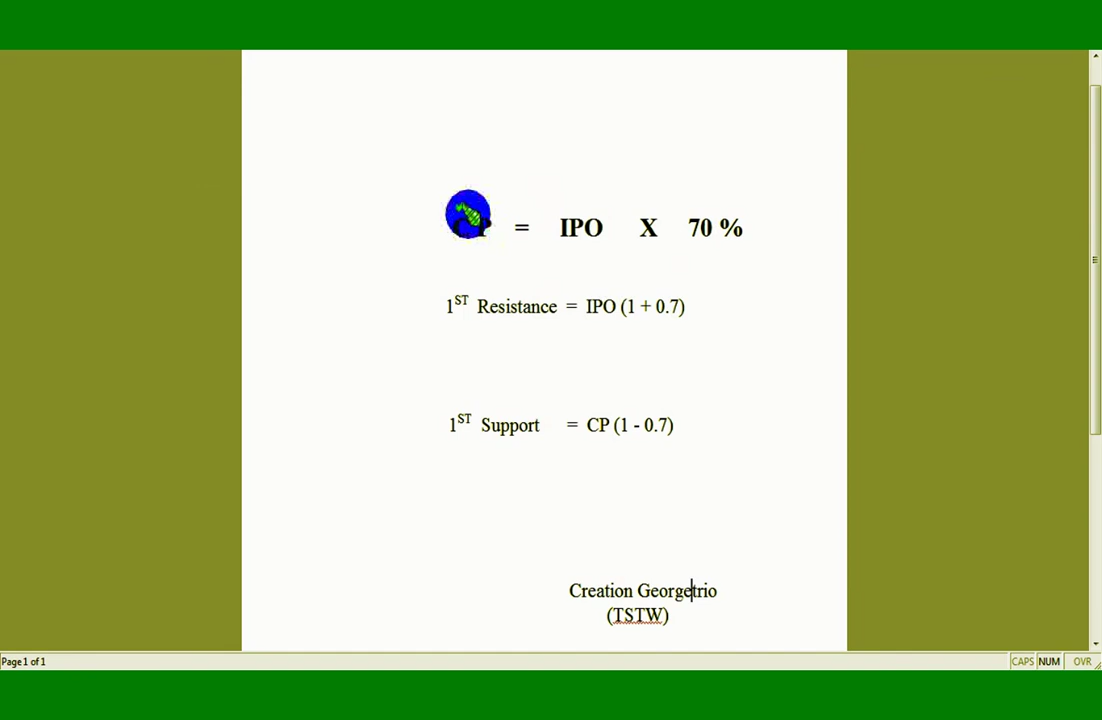 CP = IPO X 70 %
1ST Resistance = IPO (1 + 0.7)
1ST Support = CP (1 - 0.7)
Creation Georgetrio
(TSTW)
Page 1 of 1 CAPS NUM OVR